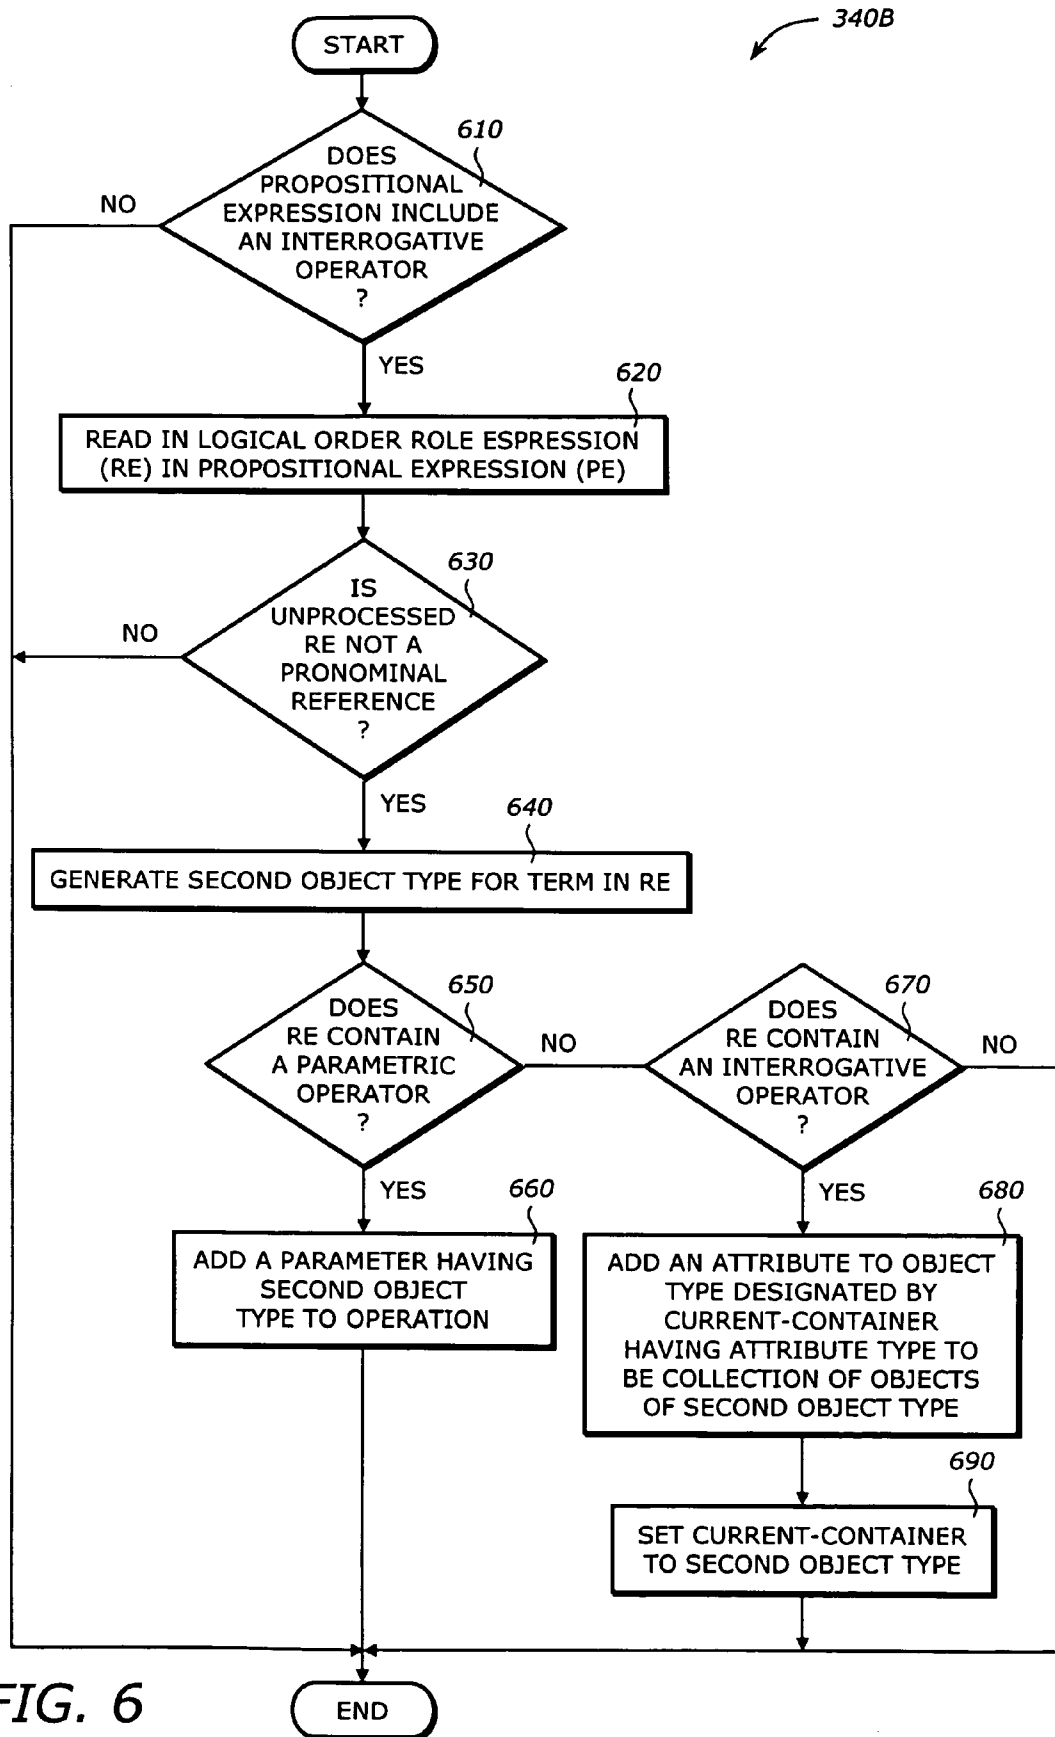 340B
START
610
DOES
PROPOSITIONAL
EXPRESSION INCLUDE
AN INTERROGATIVE
OPERATOR
?
NO
YES
620
READ IN LOGICAL ORDER ROLE ESPRESSION
(RE) IN PROPOSITIONAL EXPRESSION (PE)
630
IS
UNPROCESSED
RE NOT A
PRONOMINAL
REFERENCE
?
NO
YES
640
GENERATE SECOND OBJECT TYPE FOR TERM IN RE
650
DOES
RE CONTAIN
A PARAMETRIC
OPERATOR
?
NO
YES
670
DOES
RE CONTAIN
AN INTERROGATIVE
OPERATOR
?
NO
YES
660
ADD A PARAMETER HAVING
SECOND OBJECT
TYPE TO OPERATION
680
ADD AN ATTRIBUTE TO OBJECT
TYPE DESIGNATED BY
CURRENT-CONTAINER
HAVING ATTRIBUTE TYPE TO
BE COLLECTION OF OBJECTS
OF SECOND OBJECT TYPE
690
SET CURRENT-CONTAINER
TO SECOND OBJECT TYPE
END
FIG. 6